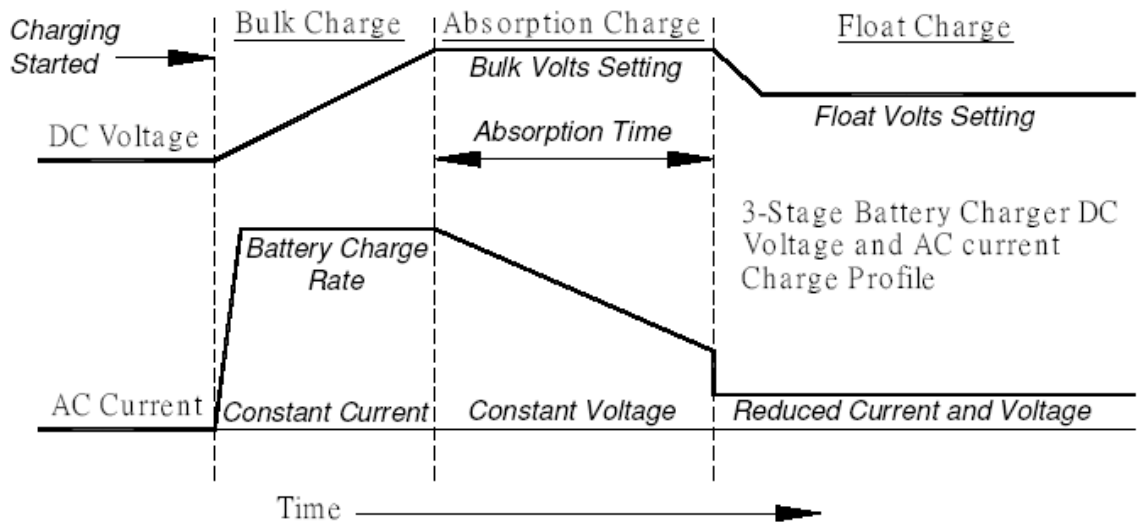 Charging
Started
Bulk Charge
Absorption Charge
Float Charge
Bulk Volts Setting
Float Volts Setting
DC Voltage
Absorption Time
3-Stage Battery Charger DC
Voltage and AC current
Charge Profile
Battery Charge
Rate
AC Current
Constant Current
Constant Voltage
Reduced Current and Voltage
Time